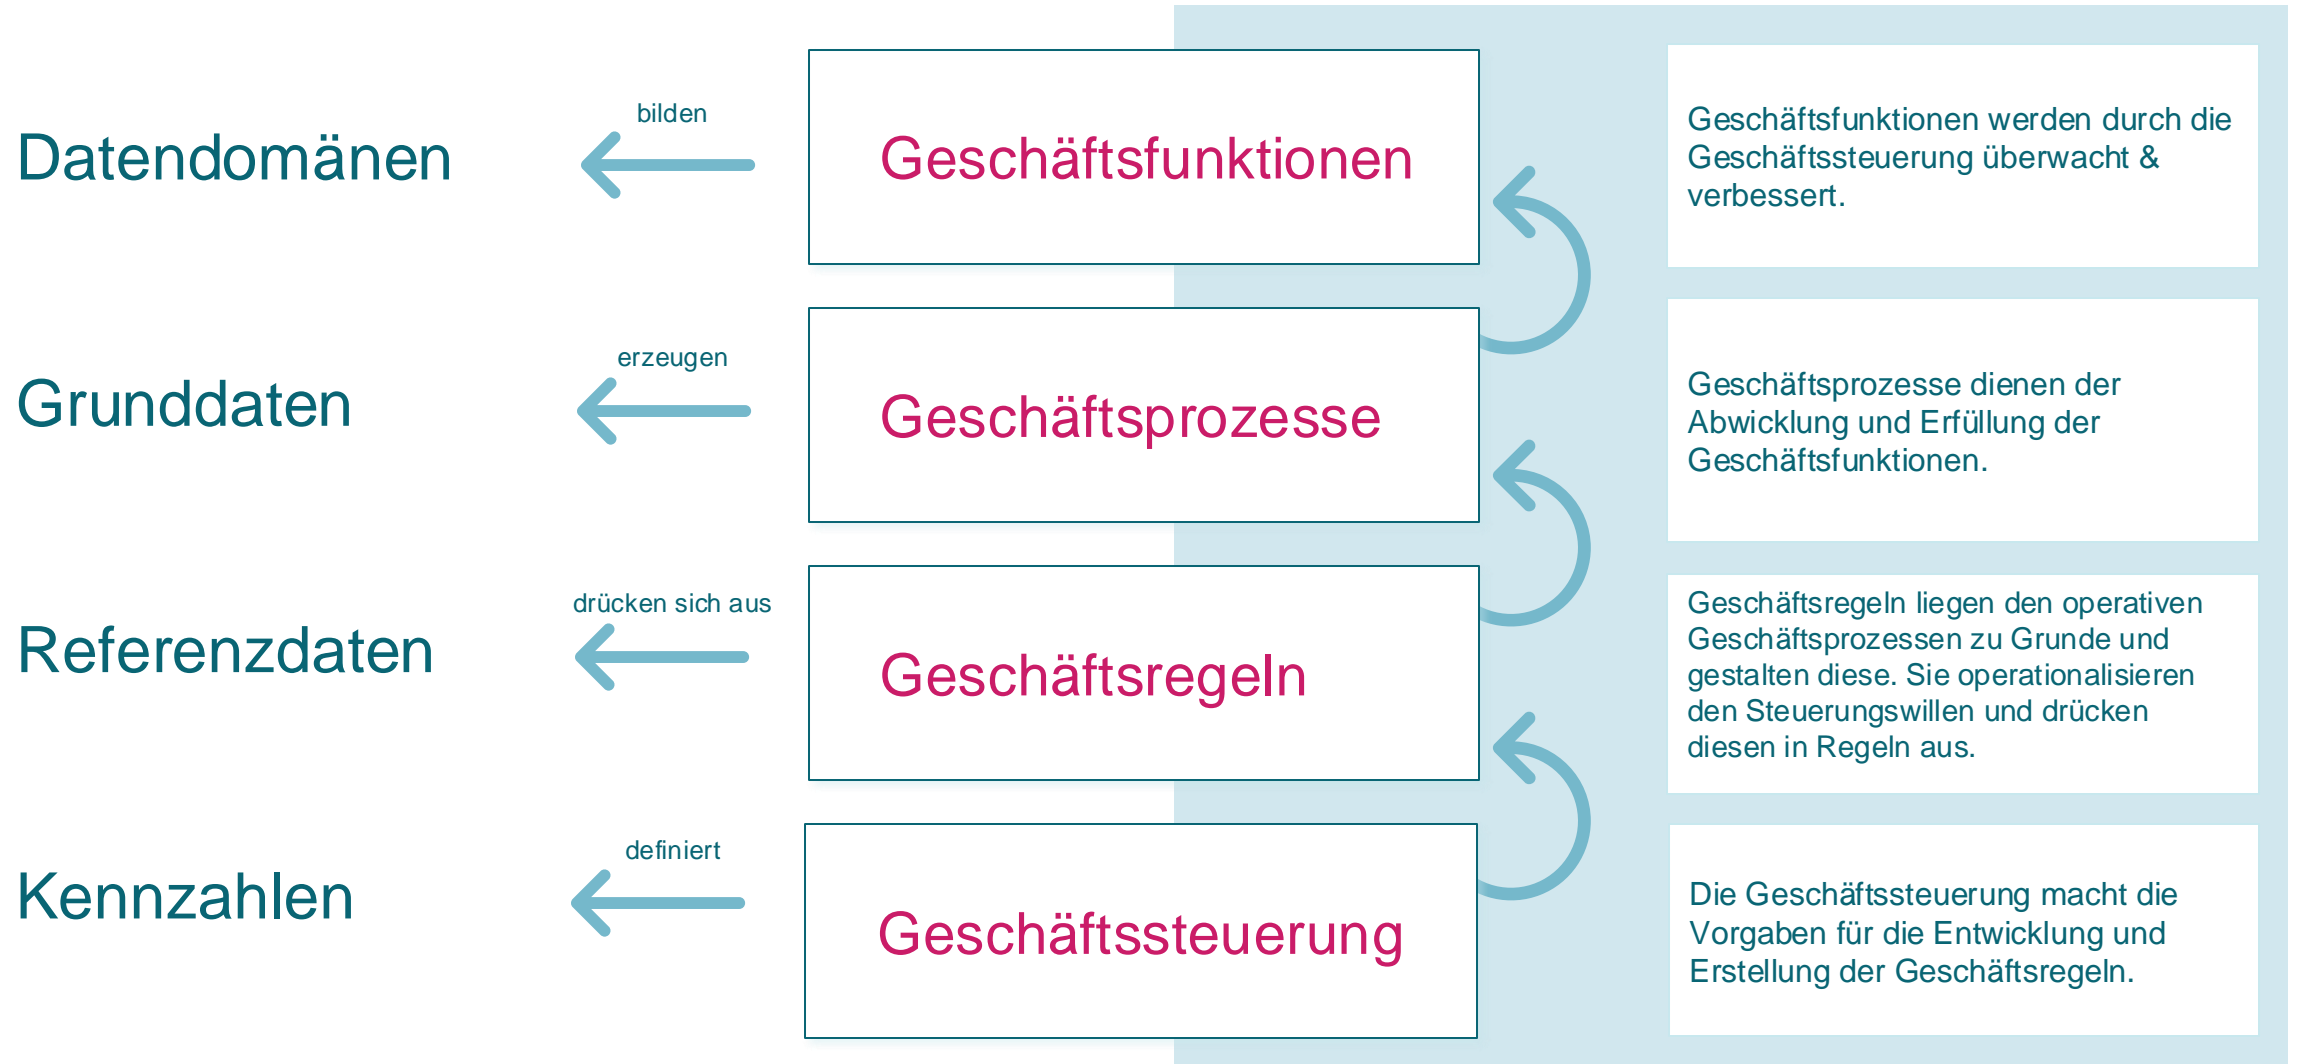 Datendomänen
bilden
Geschäftsfunktionen
Geschäftsfunktionen werden durch die
Geschäftssteuerung überwacht &
verbessert.
Grunddaten
erzeugen
Geschäftsprozesse
Geschäftsprozesse dienen der
Abwicklung und Erfüllung der
Geschäftsfunktionen.
Referenzdaten
drücken sich aus
Geschäftsregeln
Geschäftsregeln liegen den operativen
Geschäftsprozessen zu Grunde und
gestalten diese. Sie operationalisieren
den Steuerungswillen und drücken
diesen in Regeln aus.
Kennzahlen
definiert
Geschäftssteuerung
Die Geschäftssteuerung macht die
Vorgaben für die Entwicklung und
Erstellung der Geschäftsregeln.